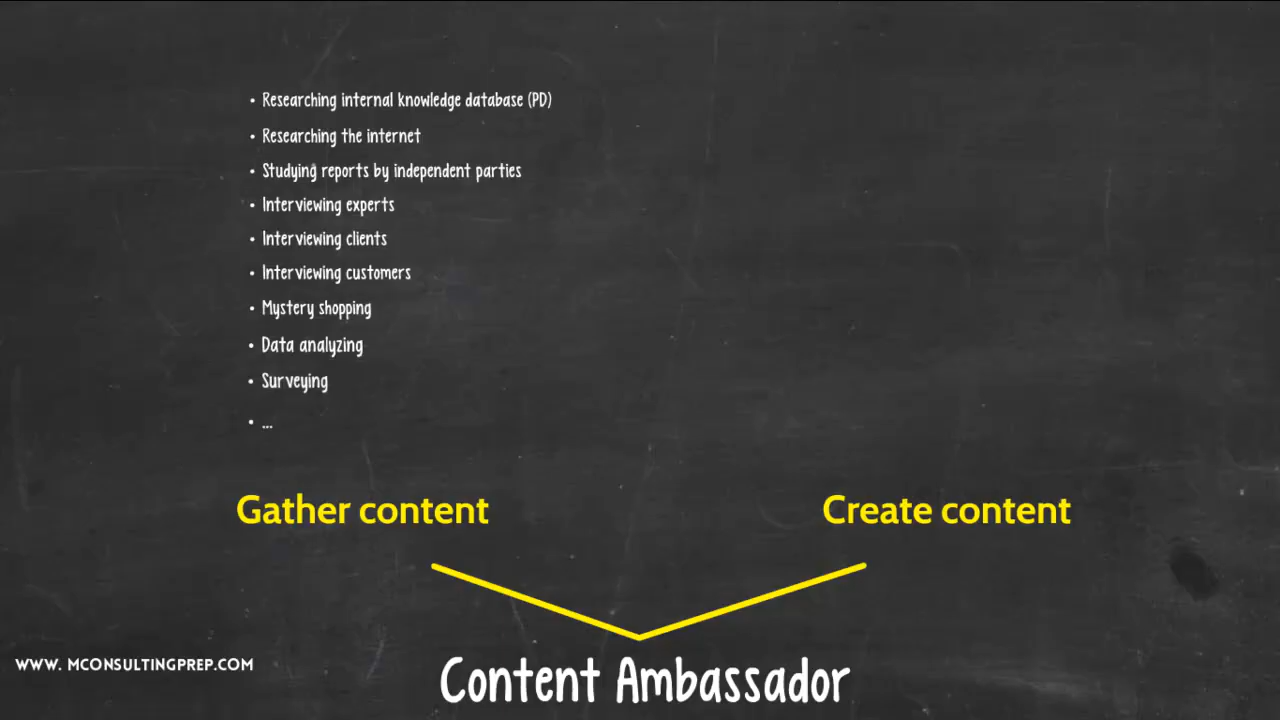 • Researching internal knowledge database (PD)
• Researching the internet
• Studying reports by independent parties
• Interviewing experts
• Interviewing clients
• Interviewing customers
• Mystery shopping
• Data analyzing
• Surveying
• ...
Gather content
Create content
WWW. MCONSULTINGPREP.COM
Content Ambassador